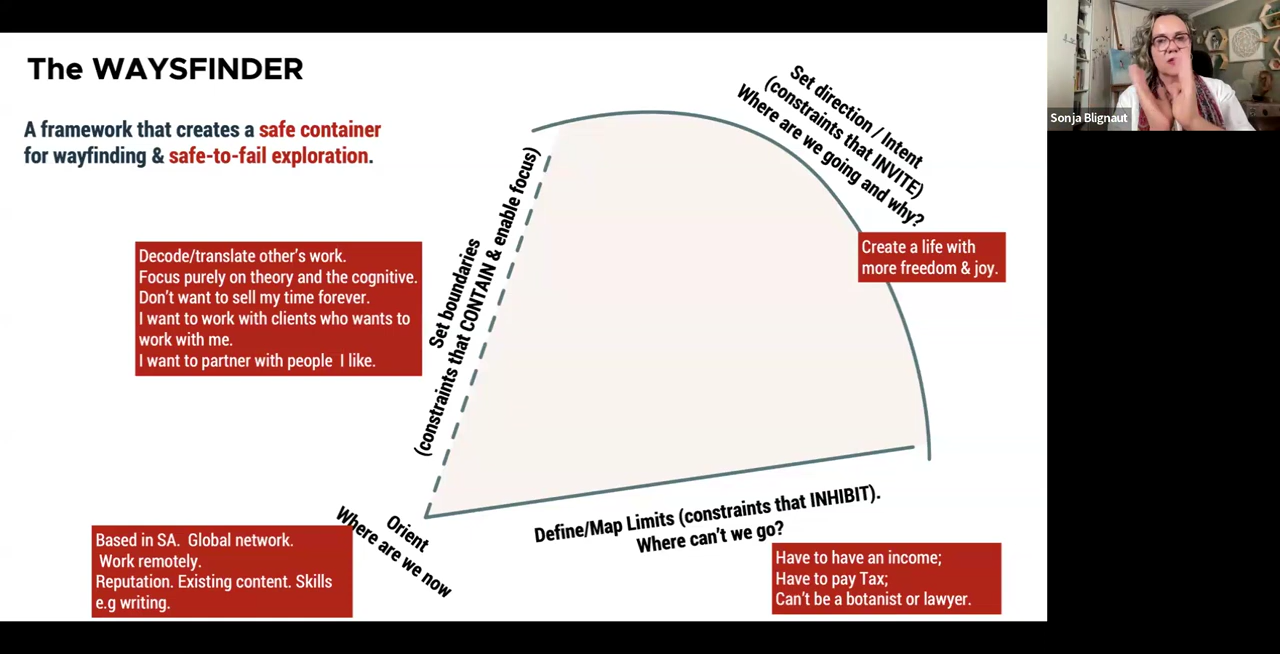 The WAYSFINDER
A framework that creates a safe container
for wayfinding & safe-to-fail exploration.
Sonja Blignaut
Set direction / Intent
(constraints that INVITE)
Where are we going and why?
Create a life with
more freedom & joy.
Set boundaries
(constraints that CONTAIN & enable focus)
Decode/translate other's work.
Focus purely on theory and the cognitive.
Don't want to sell my time forever.
I want to work with clients who wants to
work with me.
I want to partner with people I like.
Orient
Where are we now
Based in SA. Global network.
Work remotely.
Reputation. Existing content. Skills
e.g writing.
Define/Map Limits (constraints that INHIBIT).
Where can't we go?
Have to have an income;
Have to pay Tax;
Can't be a botanist or lawyer.